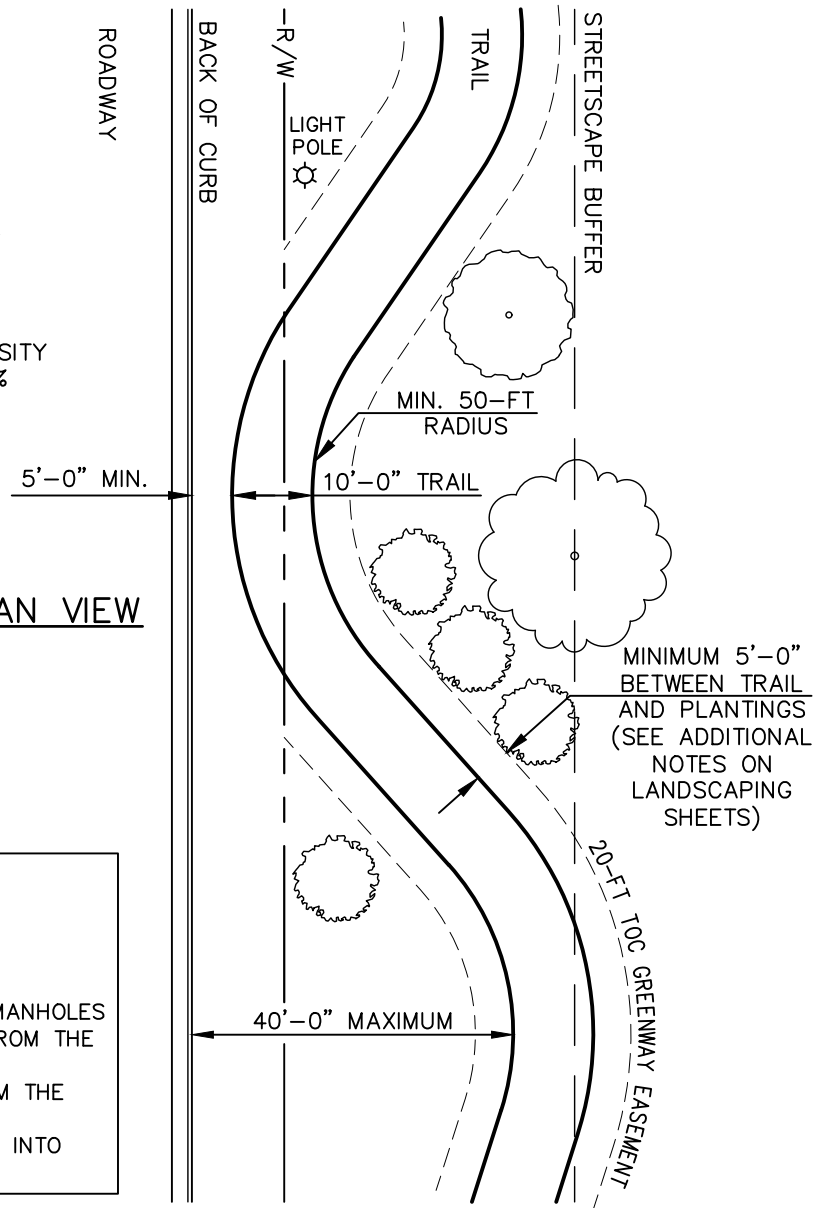 ROADWAY
BACK OF CURB
R/W
LIGHT
POLE
TRAIL
STREETSCAPE BUFFER
%
MIN. 50-FT
RADIUS
5'-0" MIN.
10'-0" TRAIL
VIEW
MINIMUM 5'-0"
BETWEEN TRAIL
AND PLANTINGS
(SEE ADDITIONAL
NOTES ON
LANDSCAPING
SHEETS)
20-FT TOC GREENWAY EASEMENT
MANHOLES
FROM THE
THE
40'-0" MAXIMUM
INTO